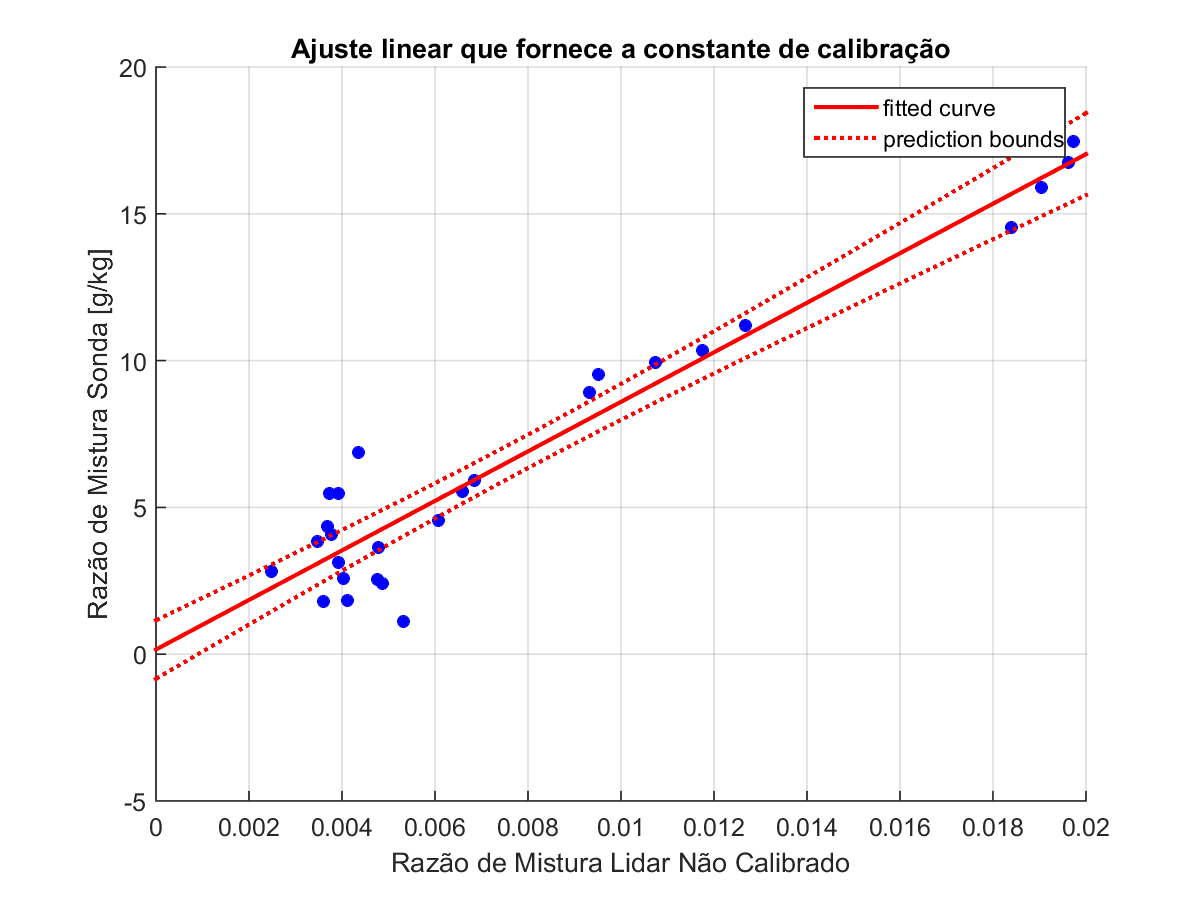 Ajuste linear que fornece a constante de calibração
fitted curve
prediction bounds
20
15
10
5
0
-5
Razão de Mistura Sonda [g/kg]
0 0.002 0.004 0.006 0.008 0.01 0.012 0.014 0.016 0.018 0.02
Razão de Mistura Lidar Não Calibrado